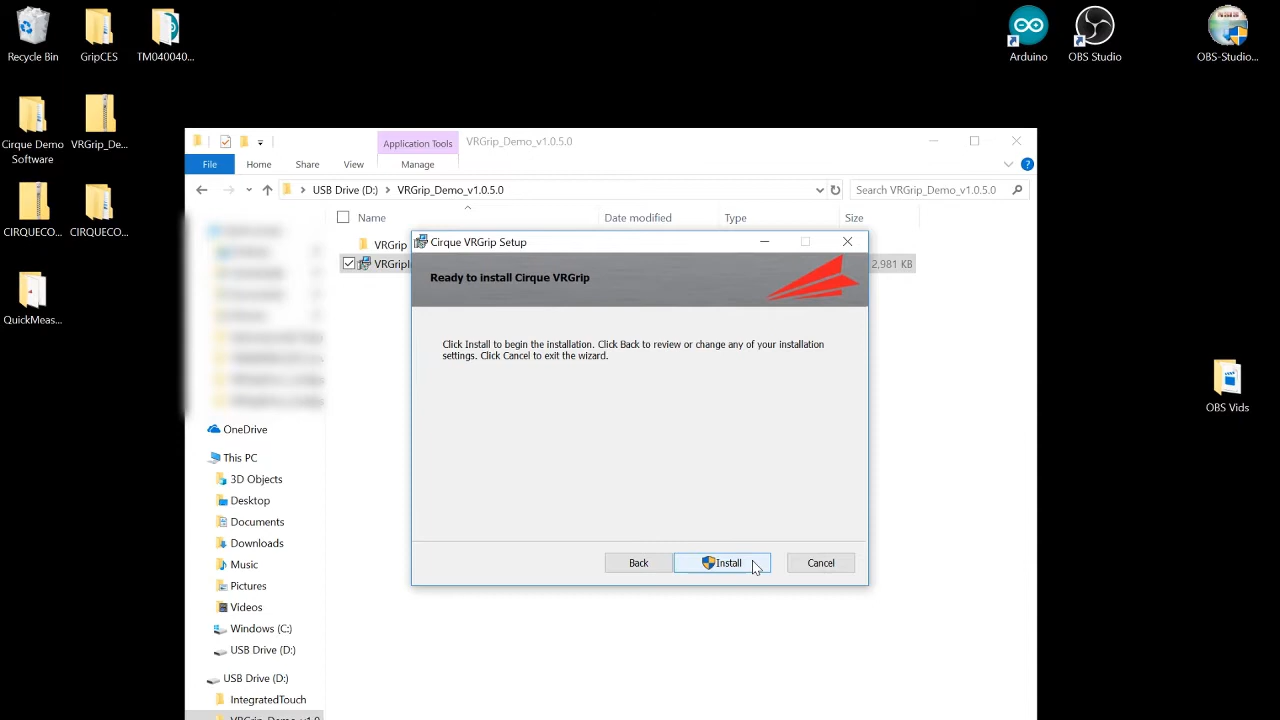 Recycle Bin
GripCES
TM040040...
Arduino
OBS Studio
OBS-Studio...
Cirque Demo
Software
VRGrip_De...
CIRQUECO...
CIRQUECO...
QuickMeas...
OBS Vids
Application Tools
VRGrip_Demo_v1.0.5.0
File
Home
Share
View
Manage
USB Drive (D:)
VRGrip_Demo_v1.0.5.0
Search VRGrip_Demo_v1.0.5.0
Name
Date modified
Type
Size
VRGrip
2,981 KB
OneDrive
This PC
3D Objects
Desktop
Documents
Downloads
Music
Pictures
Videos
Windows (C:)
USB Drive (D:)
USB Drive (D:)
IntegratedTouch
Cirque VRGrip Setup
Ready to install Cirque VRGrip
Click Install to begin the installation. Click Back to review or change any of your installation
settings. Click Cancel to exit the wizard.
Back
Install
Cancel